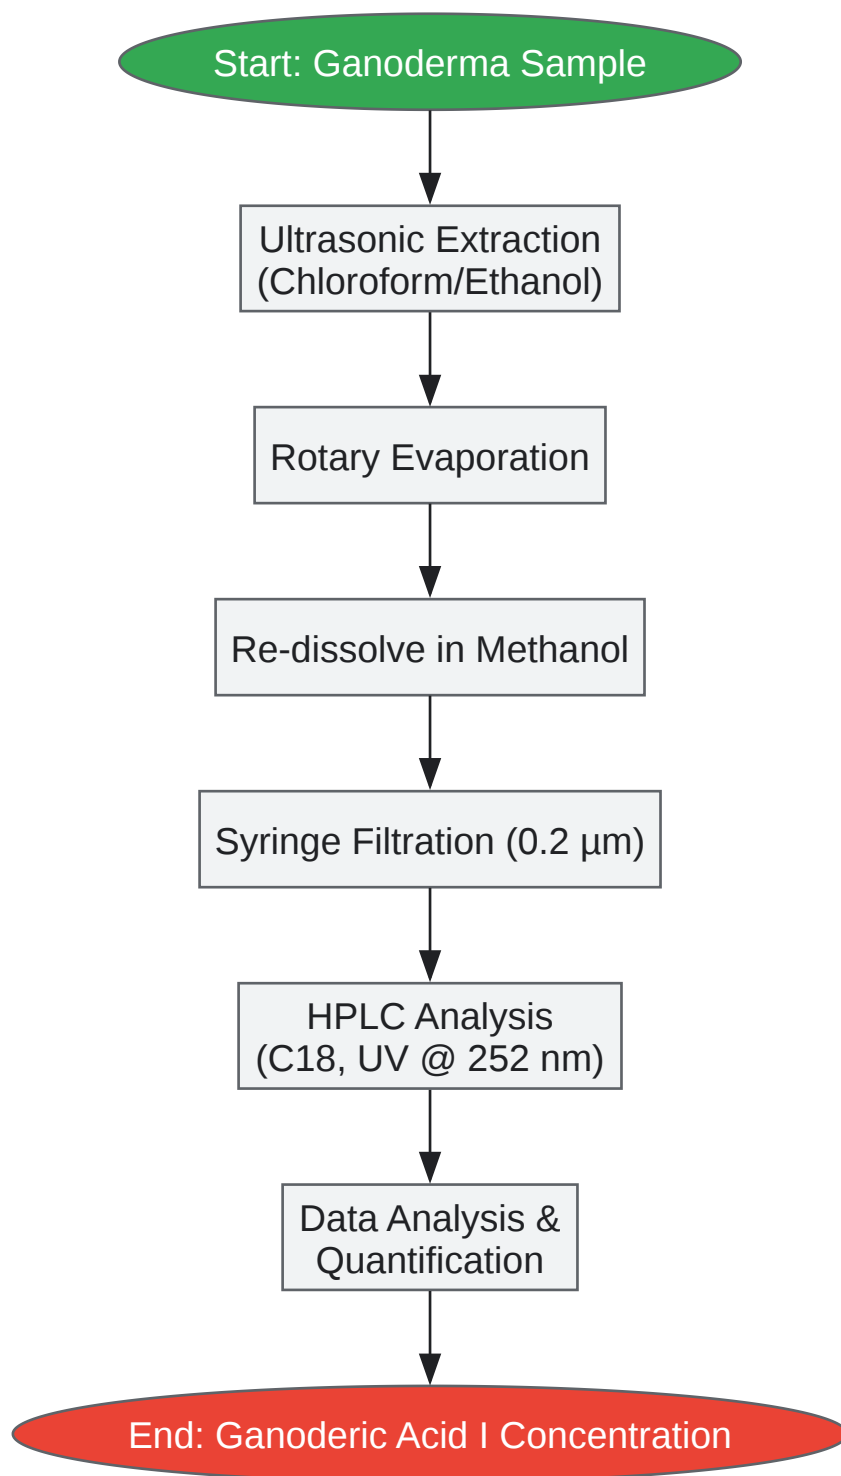 Start: Ganoderma Sample
Ultrasonic Extraction
(Chloroform/Ethanol)
Rotary Evaporation
Re-dissolve in Methanol
Syringe Filtration (0.2 µm)
HPLC Analysis
(C18, UV @ 252 nm)
Data Analysis &
Quantification
End: Ganoderic Acid I Concentration